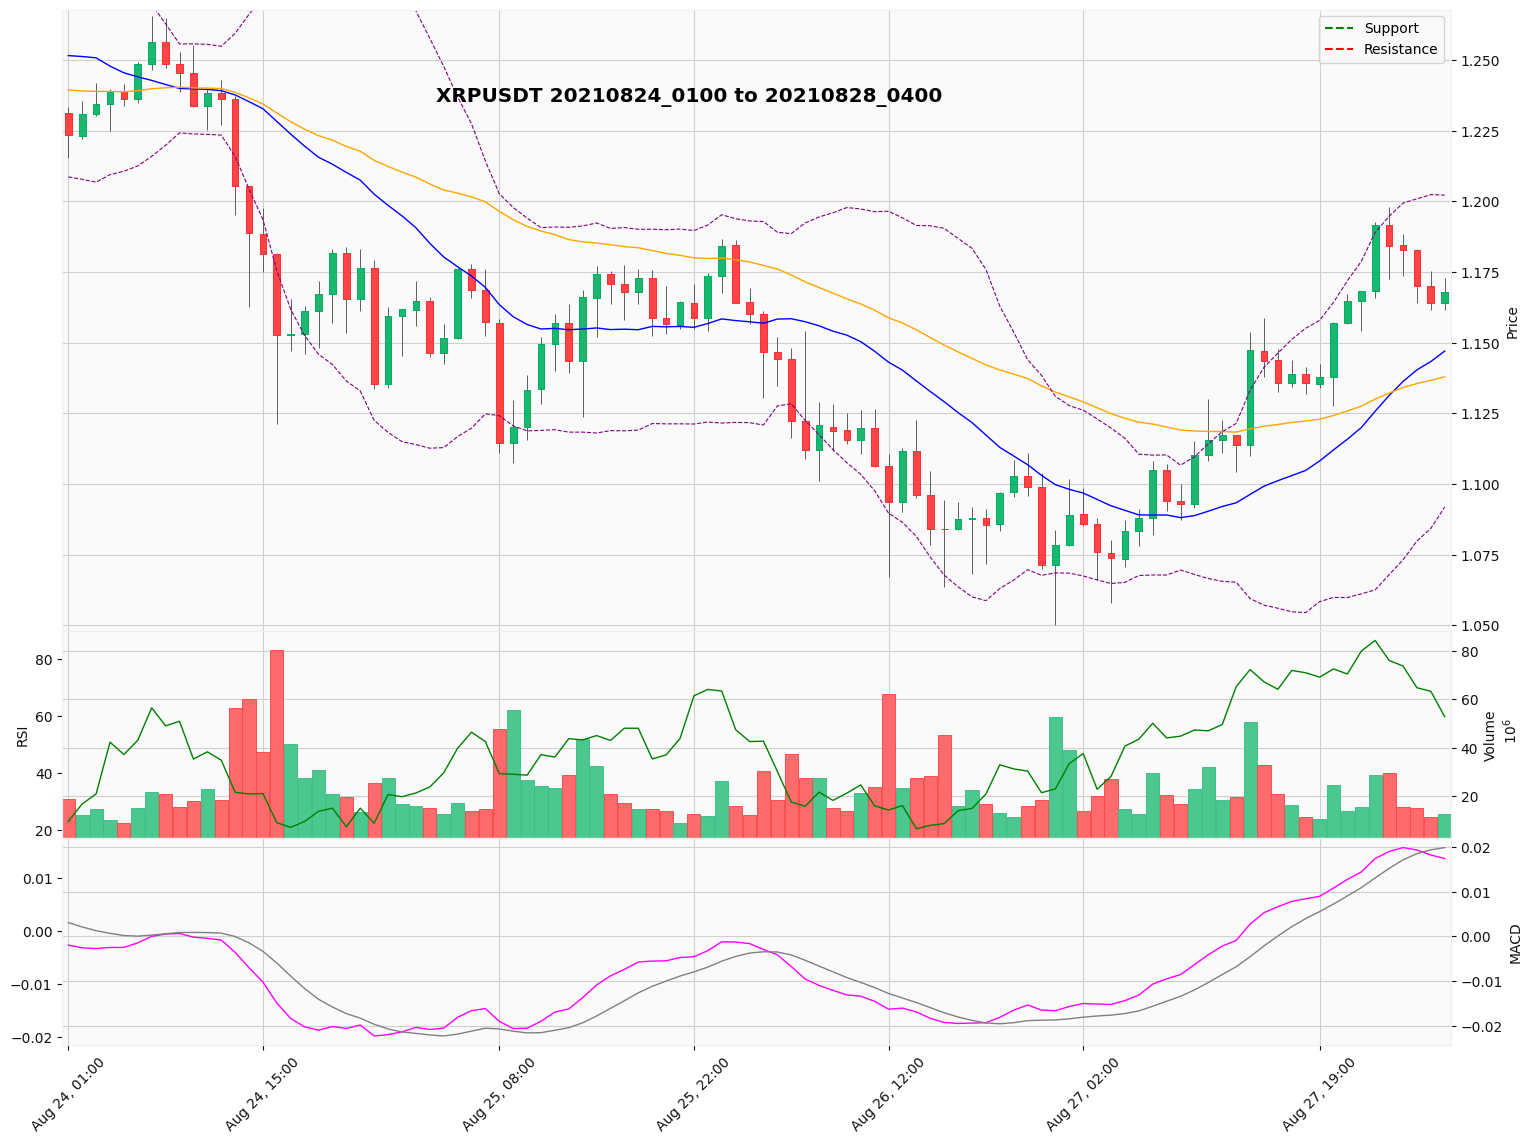 Support
Resistance
XRPUSDT 20210824_0100 to 20210828_0400
1.250
1.225
1.200
1.175
1.150
1.125
1.100
1.075
1.050
Price
80
60
40
20
RSI
80
60
40
20
Volume
10^6
0.01
0.00
−0.01
−0.02
0.02
0.01
0.00
−0.01
−0.02
MACD
Aug 24, 01:00
Aug 24, 15:00
Aug 25, 08:00
Aug 25, 22:00
Aug 26, 12:00
Aug 27, 02:00
Aug 27, 19:00